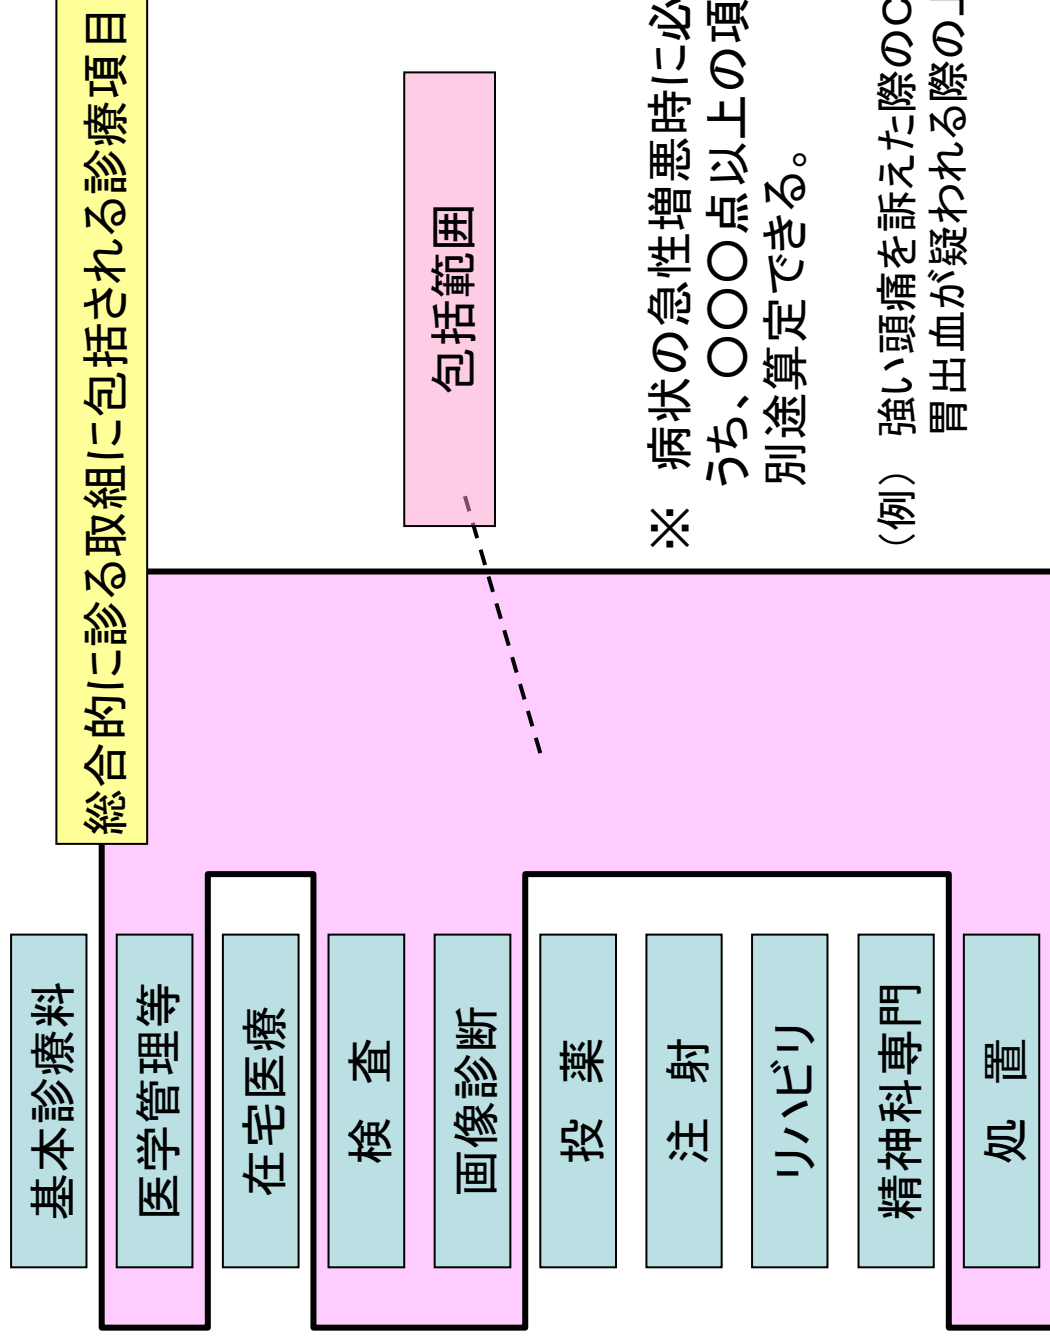 総合的に診る取組に包括される診療項目
基本診療料
医学管理等
在宅医療
検　査
画像診断
投　薬
注　射
リハビリ
精神科専門
処　置
包括範囲
※　病状の急性増悪時に必
うち、〇〇〇点以上の項
別途算定できる。
（例）　強い頭痛を訴えた際のC
胃出血が疑われる際の